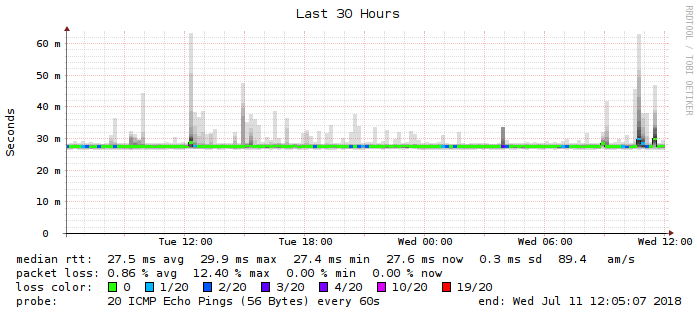 Last 30 Hours
RRDTOOL / TOBI OETIKER
Seconds
60 m
50 m
40 m
30 m
20 m
10 m
0
Tue 12:00 Tue 18:00 Wed 00:00 Wed 06:00 Wed 12:00
median rtt: 27.5 ms avg 29.9 ms max 27.4 ms min 27.6 ms now 0.3 ms sd 89.4 am/s
packet loss: 0.86 % avg 12.40 % max 0.00 % min 0.00 % now
loss color: 0 1/20 2/20 3/20 4/20 10/20 19/20
probe: 20 ICMP Echo Pings (56 Bytes) every 60s end: Wed Jul 11 12:05:07 2018